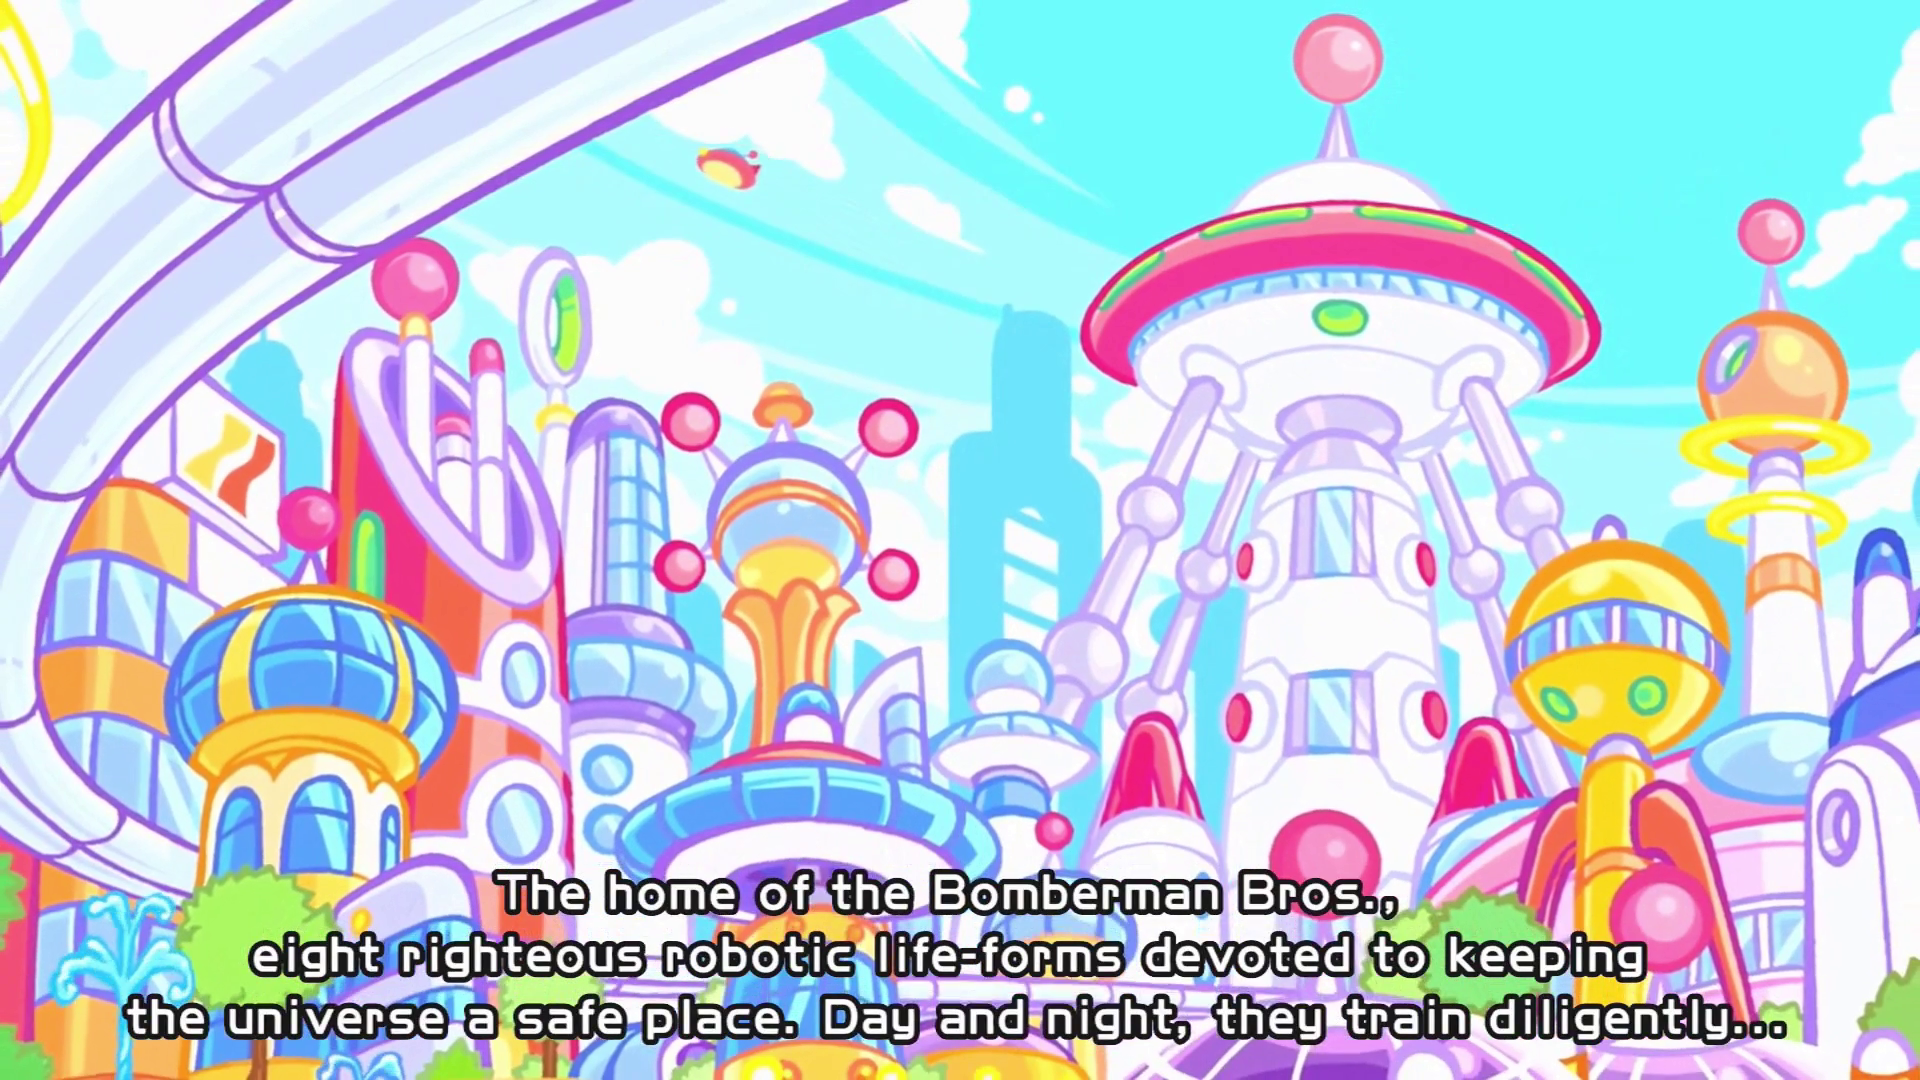 The home of the Bomberman Bros.,
eight righteous robotic life-forms devoted to keeping
the universe a safe place. Day and night, they train diligently...